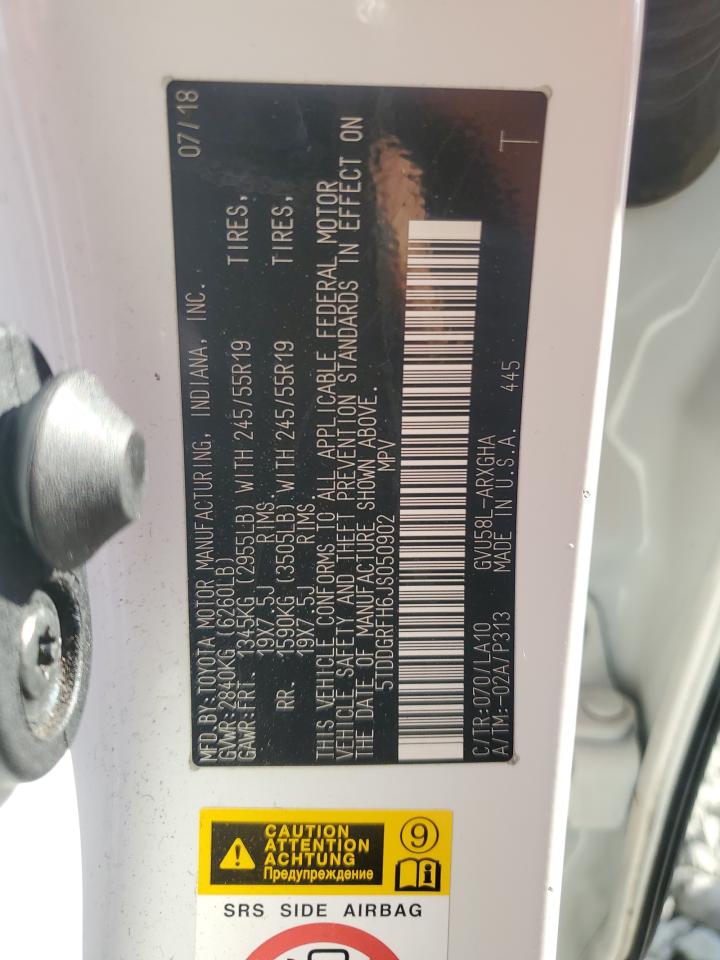 07/18
MFD.BY:TOYOTA MOTOR MANUFACTURING, INDIANA, INC.
GVWR:2840KG (6260LB)
GAWR:FRT. 1345KG (2955LB) WITH 245/55R19 TIRES,
19X7.5J RIMS.
RR. 1590KG (3505LB) WITH 245/55R19 TIRES,
19X7.5J RIMS
THIS VEHICLE CONFORMS TO ALL APPLICABLE FEDERAL MOTOR
VEHICLE SAFETY AND THEFT PREVENTION STANDARDS IN EFFECT ON
THE DATE OF MANUFACTURE SHOWN ABOVE.
5TDDGRFH6JS050902 MPV
C/TR:070/LA10 GVU58L-ARXGHA
A/TM:-02A/P313 MADE IN U.S.A. 445
T
CAUTION
ATTENTION
ACHTUNG
Предупреждение
9
SRS SIDE AIRBAG